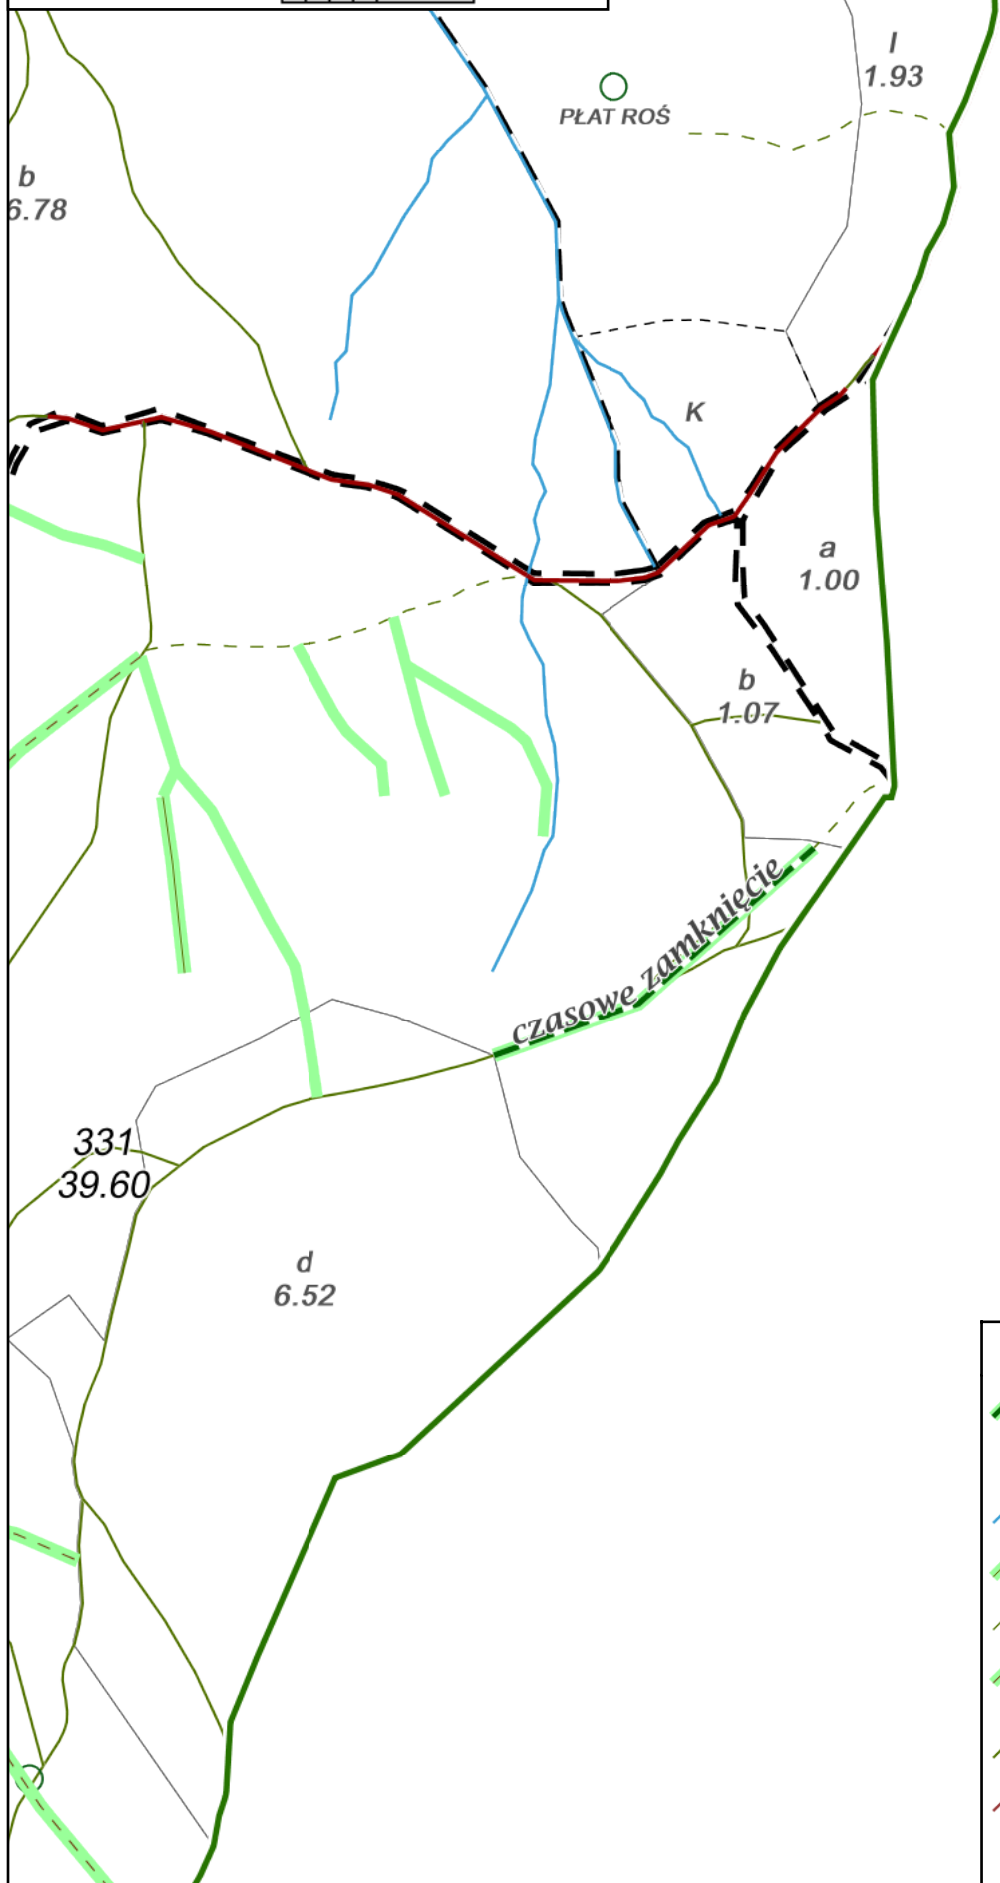 l
1.93
PŁAT ROŚ
b
6.78
K
a
1.00
b
1.07
czasowe zamknięcie
331
39.60
d
6.52